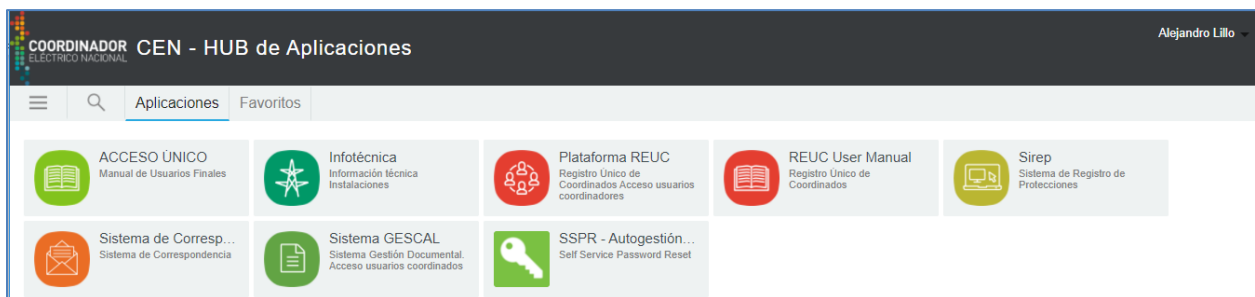 Alejandro Lillo
COORDINADOR
ELÉCTRICO NACIONAL
CEN - HUB de Aplicaciones
Aplicaciones
Favoritos
ACCESO ÚNICO
Manual de Usuarios Finales
Infotécnica
Información técnica
Instalaciones
Plataforma REUC
Registro Único de
Coordinados Acceso usuarios
coordinadores
REUC User Manual
Registro Único de
Coordinados
Sirep
Sistema de Registro de
Protecciones
Sistema de Corresp...
Sistema de Correspondencia
Sistema GESCAL
Sistema Gestión Documental.
Acceso usuarios coordinados
SSPR - Autogestión...
Self Service Password Reset